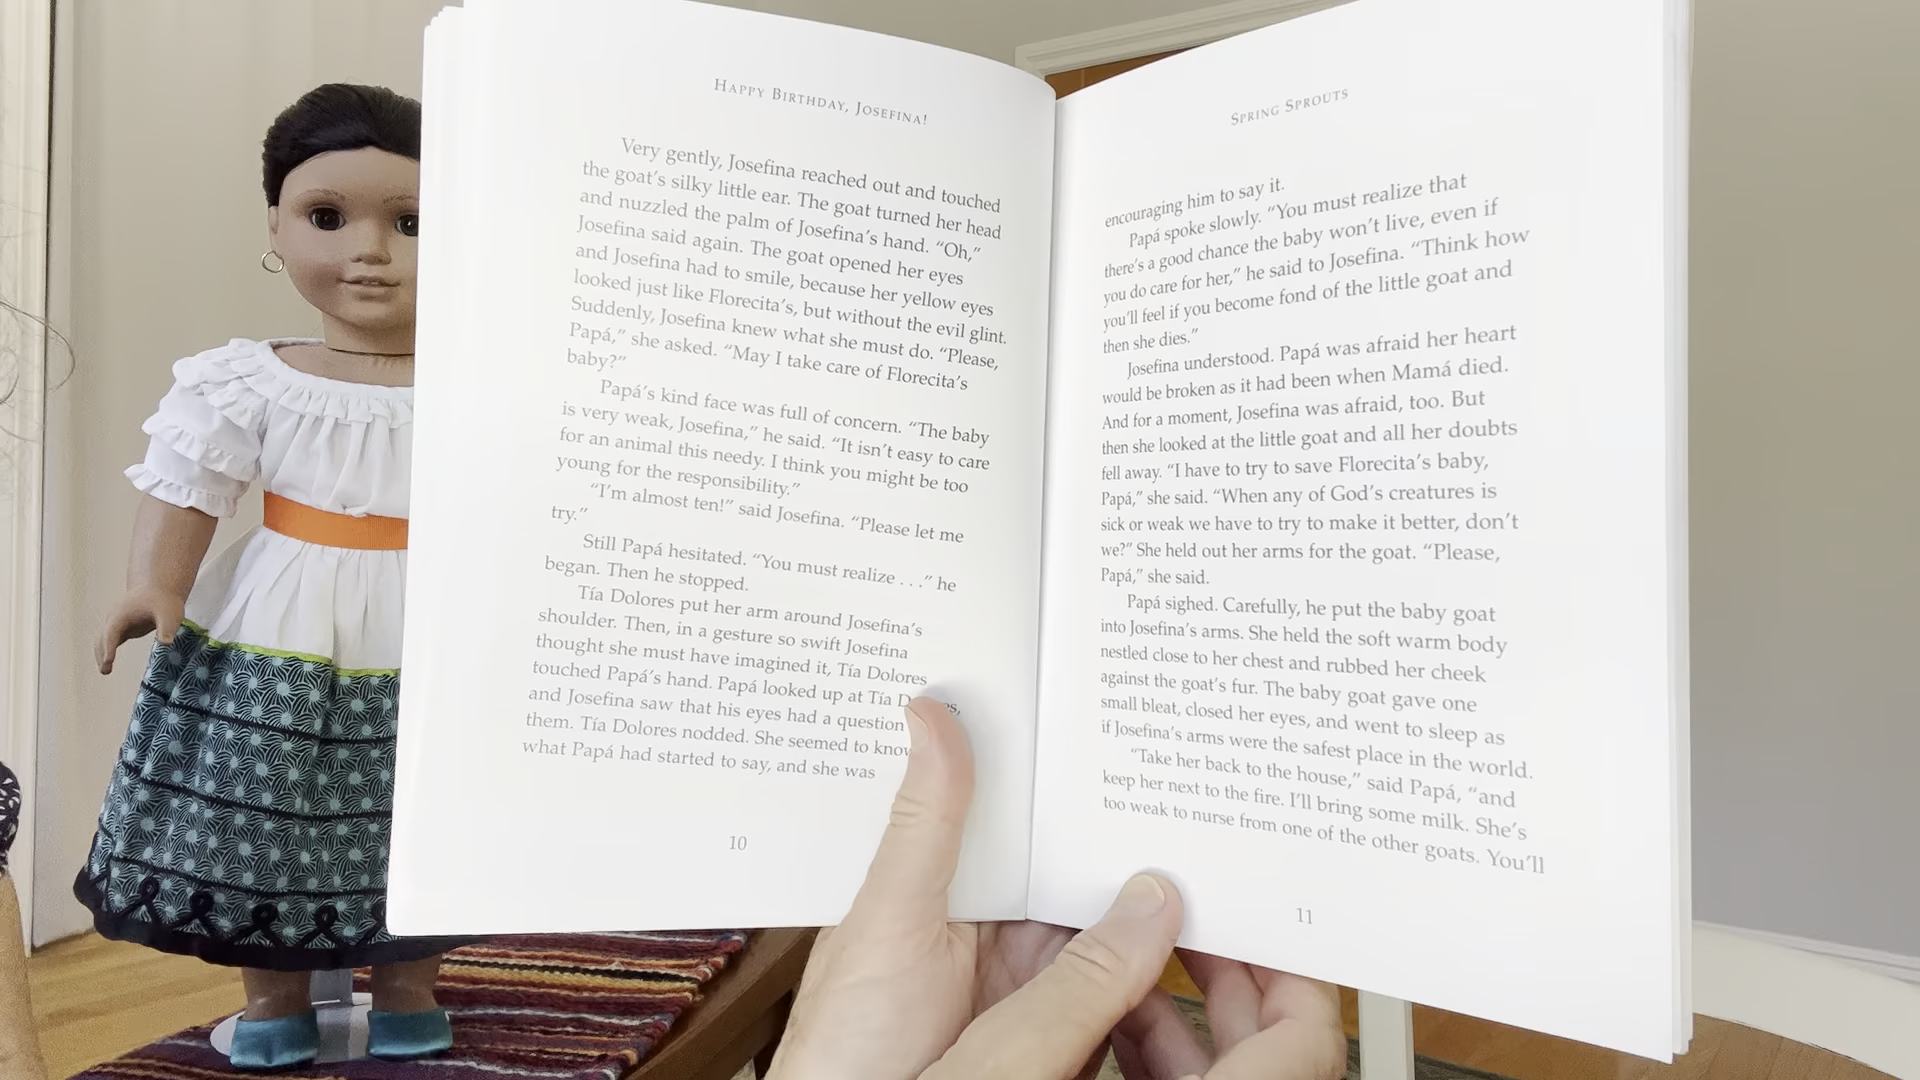 HAPPY BIRTHDAY, JOSEFINA!
Very gently, Josefina reached out and touched
the goat's silky little ear. The goat turned her head
and nuzzled the palm of Josefina's hand. “Oh,”
Josefina said again. The goat opened her eyes
and Josefina had to smile, because her yellow eyes
looked just like Florecita's, but without the evil glint.
Suddenly, Josefina knew what she must do. “Please,
Papá,” she asked. “May I take care of Florecita's
baby?”
Papá's kind face was full of concern. “The baby
is very weak, Josefina,” he said. “It isn't easy to care
for an animal this needy. I think you might be too
young for the responsibility.”
“I'm almost ten!” said Josefina. “Please let me
try.”
Still Papá hesitated. “You must realize . . .” he
began. Then he stopped.
Tía Dolores put her arm around Josefina's
shoulder. Then, in a gesture so swift Josefina
thought she must have imagined it, Tía Dolores
touched Papá's hand. Papá looked up at Tía
and Josefina saw that his eyes had a question
them. Tía Dolores nodded. She seemed to know
what Papá had started to say, and she was
10
SPRING SPROUTS
encouraging him to say it.
Papá spoke slowly. “You must realize that
there's a good chance the baby won't live, even if
you do care for her,” he said to Josefina. “Think how
you'll feel if you become fond of the little goat and
then she dies.”
Josefina understood. Papá was afraid her heart
would be broken as it had been when Mamá died.
And for a moment, Josefina was afraid, too. But
then she looked at the little goat and all her doubts
fell away. “I have to try to save Florecita's baby,
Papá,” she said. “When any of God's creatures is
sick or weak we have to try to make it better, don't
we?” She held out her arms for the goat. “Please,
Papá,” she said.
Papá sighed. Carefully, he put the baby goat
into Josefina's arms. She held the soft warm body
nestled close to her chest and rubbed her cheek
against the goat's fur. The baby goat gave one
small bleat, closed her eyes, and went to sleep as
if Josefina's arms were the safest place in the world.
“Take her back to the house,” said Papá, “and
keep her next to the fire. I'll bring some milk. She's
too weak to nurse from one of the other goats. You'll
11